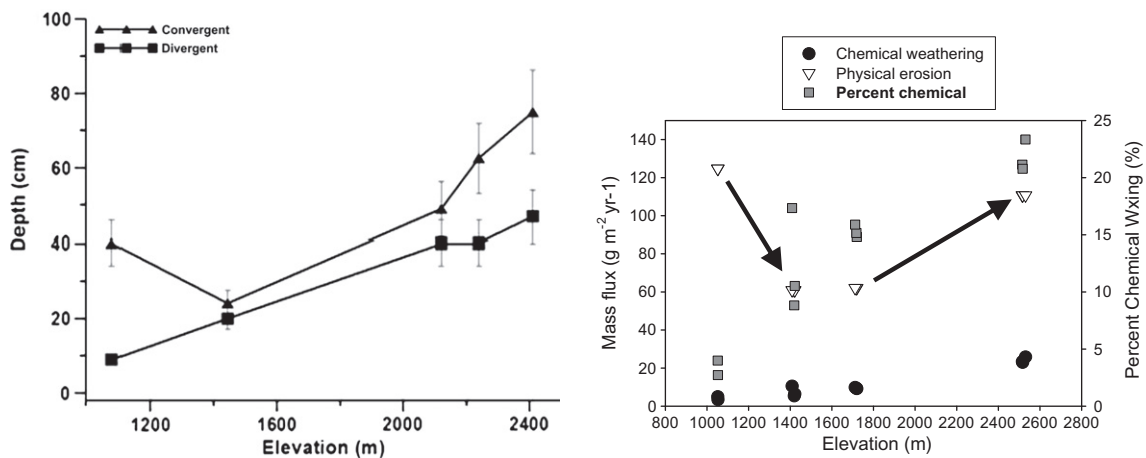 100
80
60
40
20
0
Depth (cm)
Convergent
Divergent
1200
1600
2000
2400
Elevation (m)
Chemical weathering
Physical erosion
Percent chemical
140
120
100
80
60
40
20
0
Mass flux (g m-2 yr-1)
25
20
15
10
5
0
Percent Chemical Wxing (%)
800 1000 1200 1400 1600 1800 2000 2200 2400 2600 2800
Elevation (m)